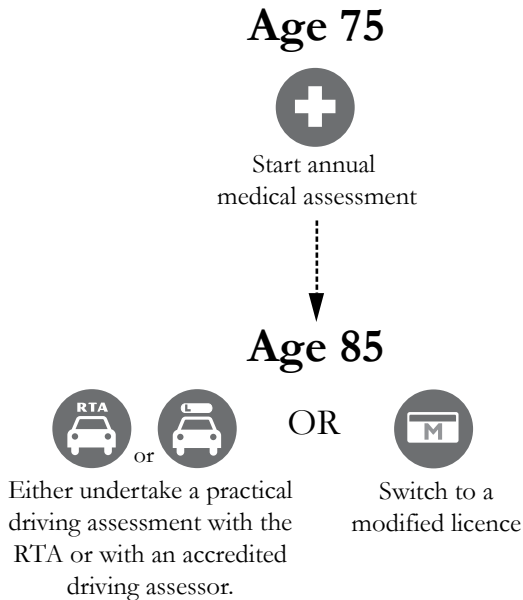 Age 75
Start annual
medical assessment
Age 85
RTA
L
or
OR
M
Either undertake a practical
driving assessment with the
RTA or with an accredited
driving assessor.
Switch to a
modified licence